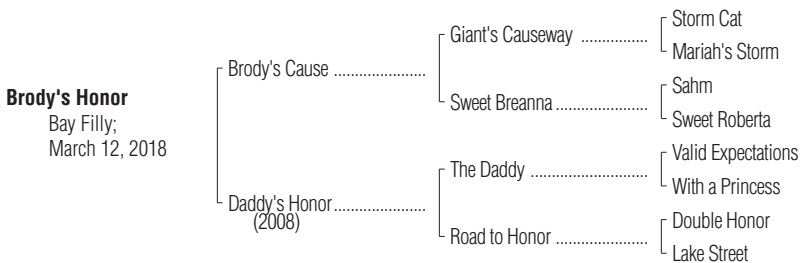 Brody's Honor
Bay Filly;
March 12, 2018
Brody's Cause ......................
Daddy's Honor ......................
(2008)
Giant's Causeway ................
Sweet Breanna ......................
The Daddy ............................
Road to Honor ......................
Storm Cat
Mariah's Storm
Sahm
Sweet Roberta
Valid Expectations
With a Princess
Double Honor
Lake Street